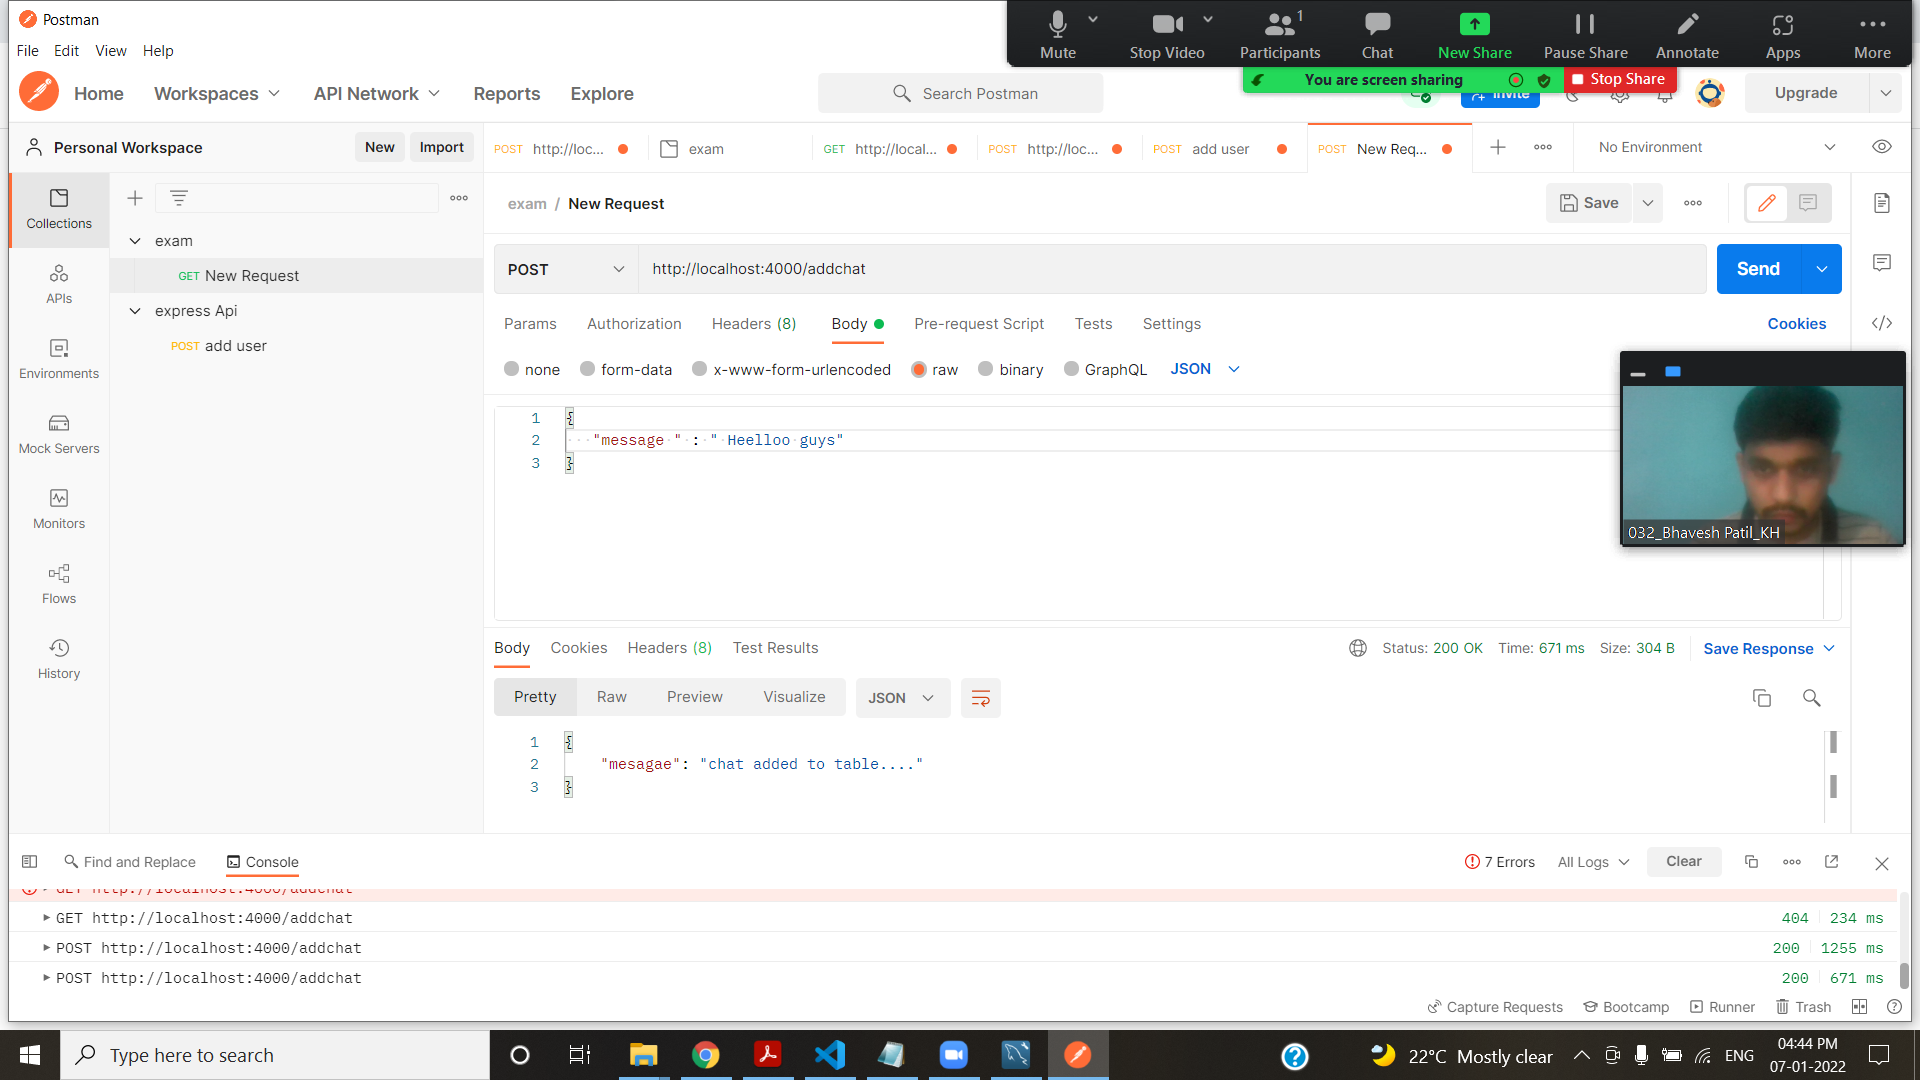 Postman
File Edit View Help
Mute Stop Video Participants 1 Chat New Share Pause Share Annotate Apps More
You are screen sharing Stop Share
Home Workspaces API Network Reports Explore Search Postman Invite Upgrade
Personal Workspace New Import
POST http://loc... exam GET http://local... POST http://loc... POST add user POST New Req... No Environment
Collections
APIs
Environments
Mock Servers
Monitors
Flows
History
exam
GET New Request
express Api
POST add user
exam / New Request Save
POST http://localhost:4000/addchat Send
Params Authorization Headers (8) Body Pre-request Script Tests Settings Cookies
none form-data x-www-form-urlencoded raw binary GraphQL JSON
1 {
2 "message " : " Heelloo guys"
3 }
032_Bhavesh Patil_KH
Body Cookies Headers (8) Test Results Status: 200 OK Time: 671 ms Size: 304 B Save Response
Pretty Raw Preview Visualize JSON
1 {
2 "mesagae": "chat added to table...."
3 }
Find and Replace Console 7 Errors All Logs Clear
GET http://localhost:4000/addchat
GET http://localhost:4000/addchat 404 234 ms
POST http://localhost:4000/addchat 200 1255 ms
POST http://localhost:4000/addchat 200 671 ms
Capture Requests Bootcamp Runner Trash
Type here to search 22°C Mostly clear ENG 04:44 PM
07-01-2022